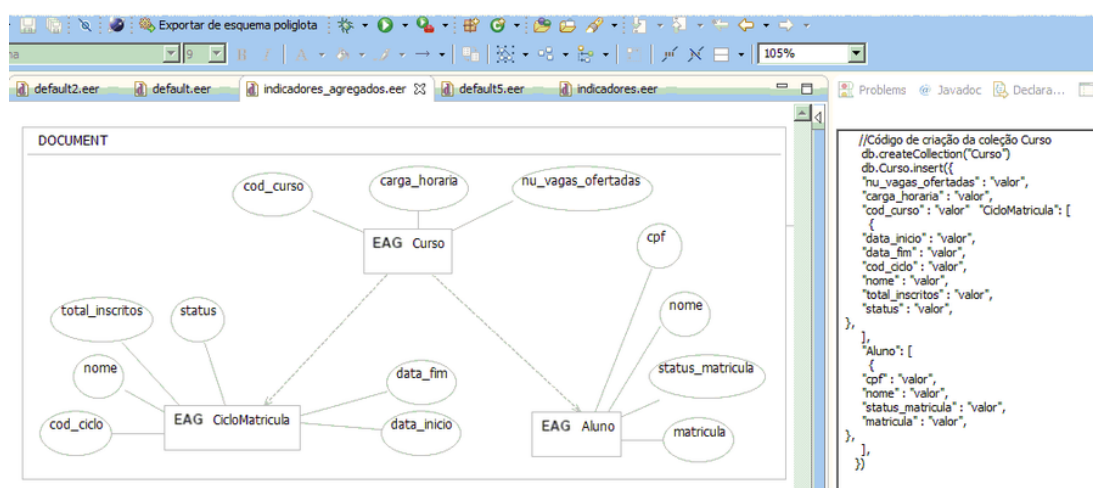 Exportar de esquema poliglota
9
105%
default2.eer
default.eer
indicadores_agregados.eer
default5.eer
indicadores.eer
Problems
@ Javadoc
Declara...
DOCUMENT
cod_curso
carga_horaria
nu_vagas_ofertadas
EAG Curso
cpf
total_inscritos
status
nome
nome
data_fim
status_matricula
cod_ciclo
EAG CicloMatricula
data_inicio
EAG Aluno
matricula
//Código de criação da coleção Curso
db.createCollection("Curso")
db.Curso.insert({
"nu_vagas_ofertadas" : "valor",
"carga_horaria" : "valor",
"cod_curso" : "valor" "CicloMatricula": [
{
"data_inicio" : "valor",
"data_fim" : "valor",
"cod_ciclo" : "valor",
"nome" : "valor",
"total_inscritos" : "valor",
"status" : "valor",
},
],
"Aluno": [
{
"cpf" : "valor",
"nome" : "valor",
"status_matricula" : "valor",
"matricula" : "valor",
},
],
})